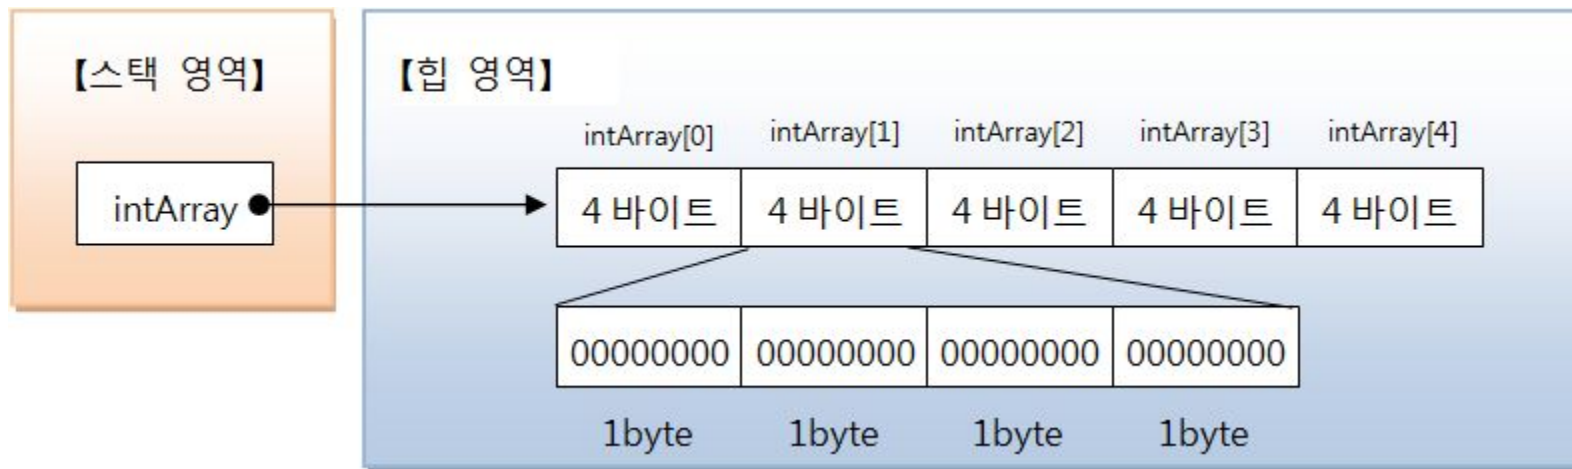 【스택 영역】
【힙 영역】
intArray[0] intArray[1] intArray[2] intArray[3] intArray[4]
intArray
4 바이트 4 바이트 4 바이트 4 바이트 4 바이트
00000000 00000000 00000000 00000000
1byte 1byte 1byte 1byte